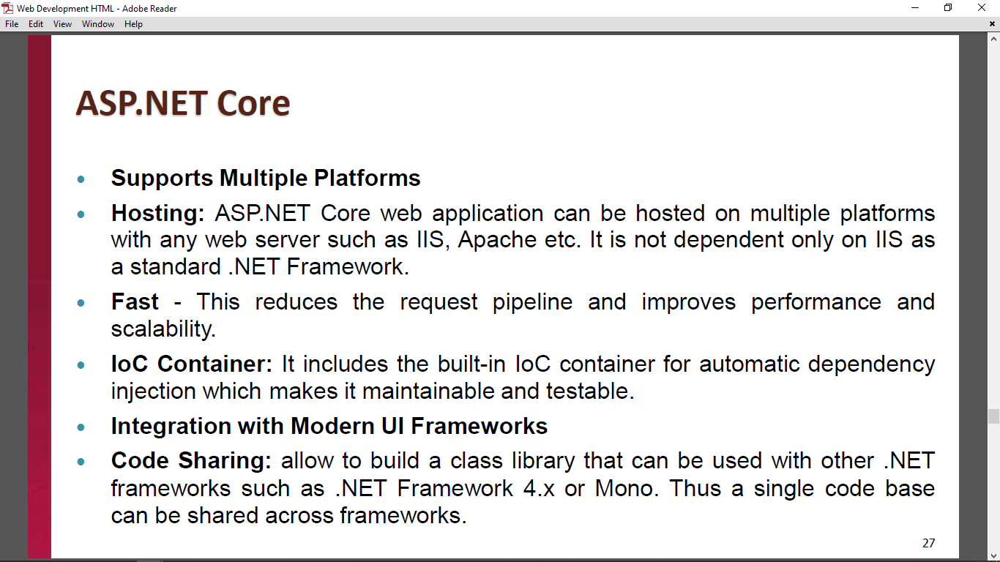 Web Development HTML - Adobe Reader
File Edit View Window Help
ASP.NET Core
• Supports Multiple Platforms
• Hosting: ASP.NET Core web application can be hosted on multiple platforms
with any web server such as IIS, Apache etc. It is not dependent only on IIS as
a standard .NET Framework.
• Fast - This reduces the request pipeline and improves performance and
scalability.
• IoC Container: It includes the built-in IoC container for automatic dependency
injection which makes it maintainable and testable.
• Integration with Modern UI Frameworks
• Code Sharing: allow to build a class library that can be used with other .NET
frameworks such as .NET Framework 4.x or Mono. Thus a single code base
can be shared across frameworks.
27